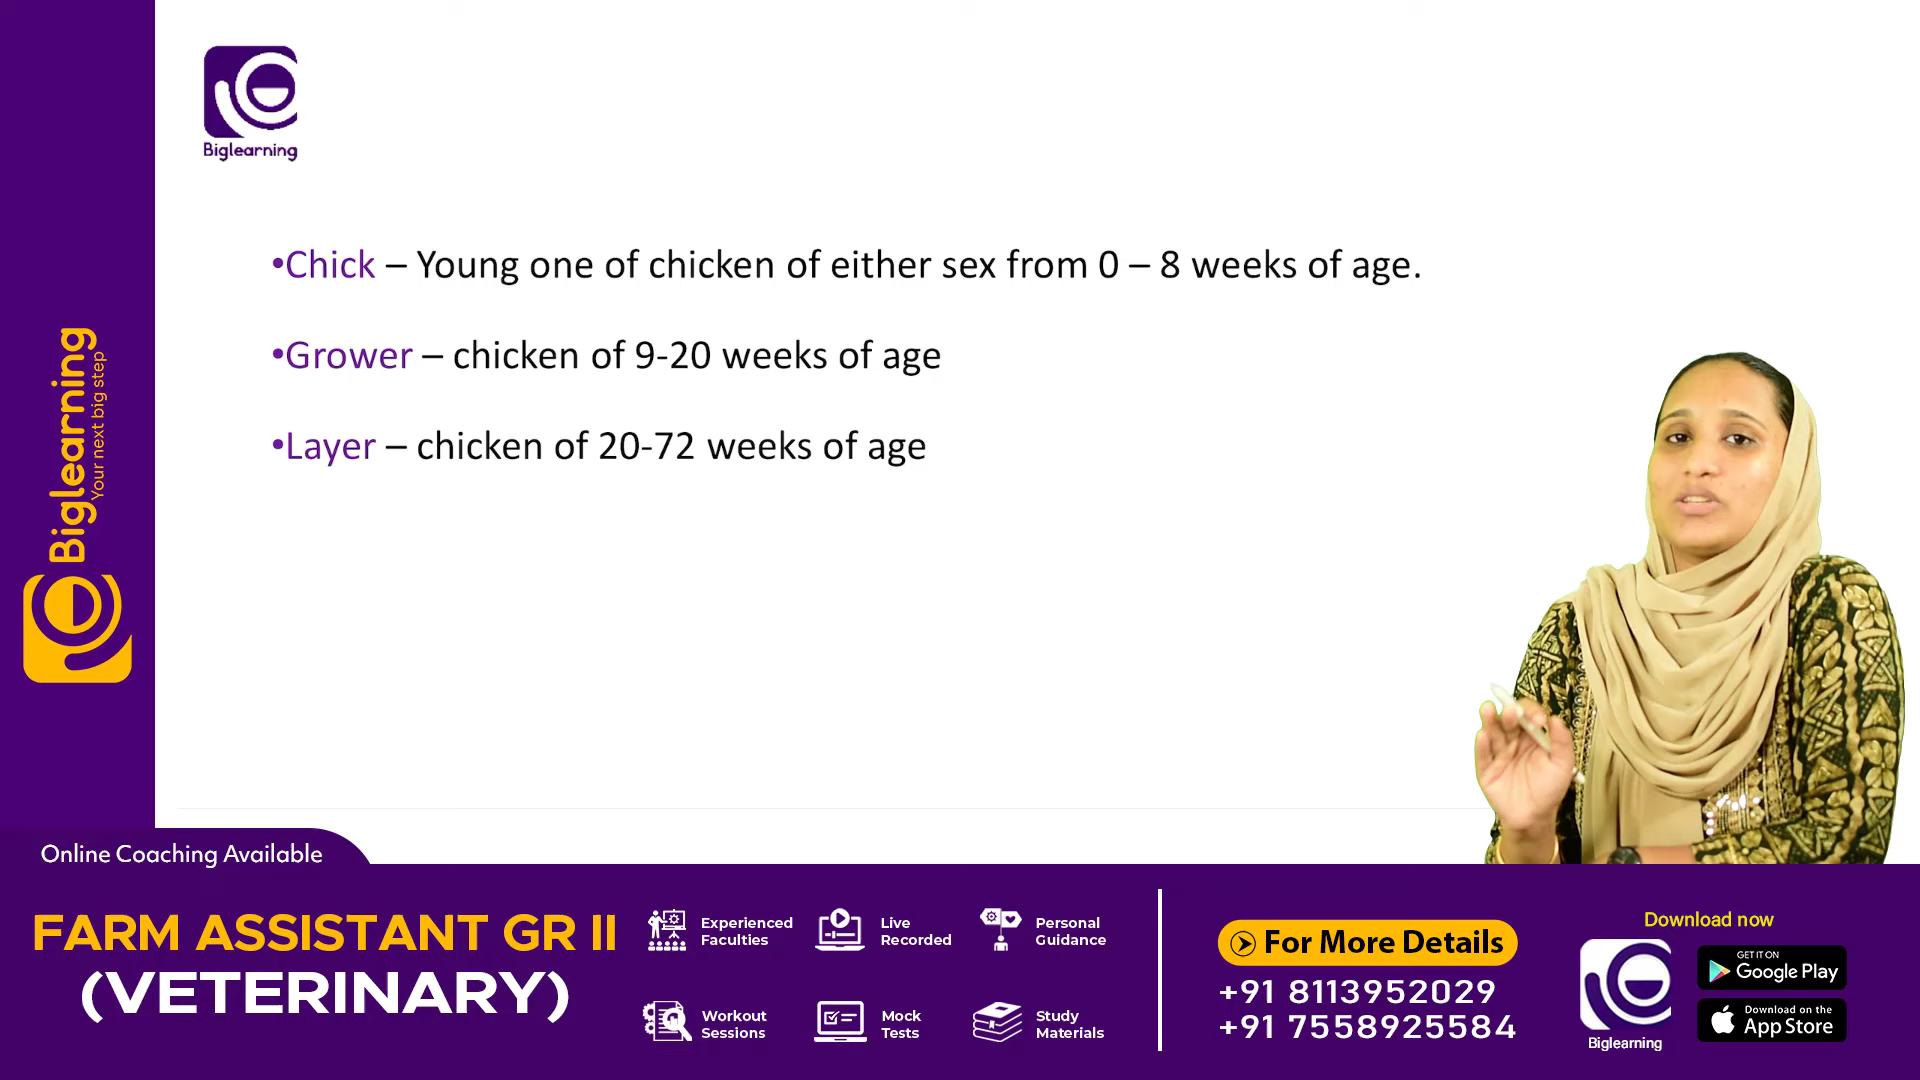 Biglearning
•Chick – Young one of chicken of either sex from 0 – 8 weeks of age.
•Grower – chicken of 9-20 weeks of age
•Layer – chicken of 20-72 weeks of age
Biglearning
Your next big step
Online Coaching Available
FARM ASSISTANT GR II
(VETERINARY)
Experienced
Faculties
Live
Recorded
Personal
Guidance
Workout
Sessions
Mock
Tests
Study
Materials
For More Details
+91 8113952029
+91 7558925584
Download now
Biglearning
GET IT ON
Google Play
Download on the
App Store